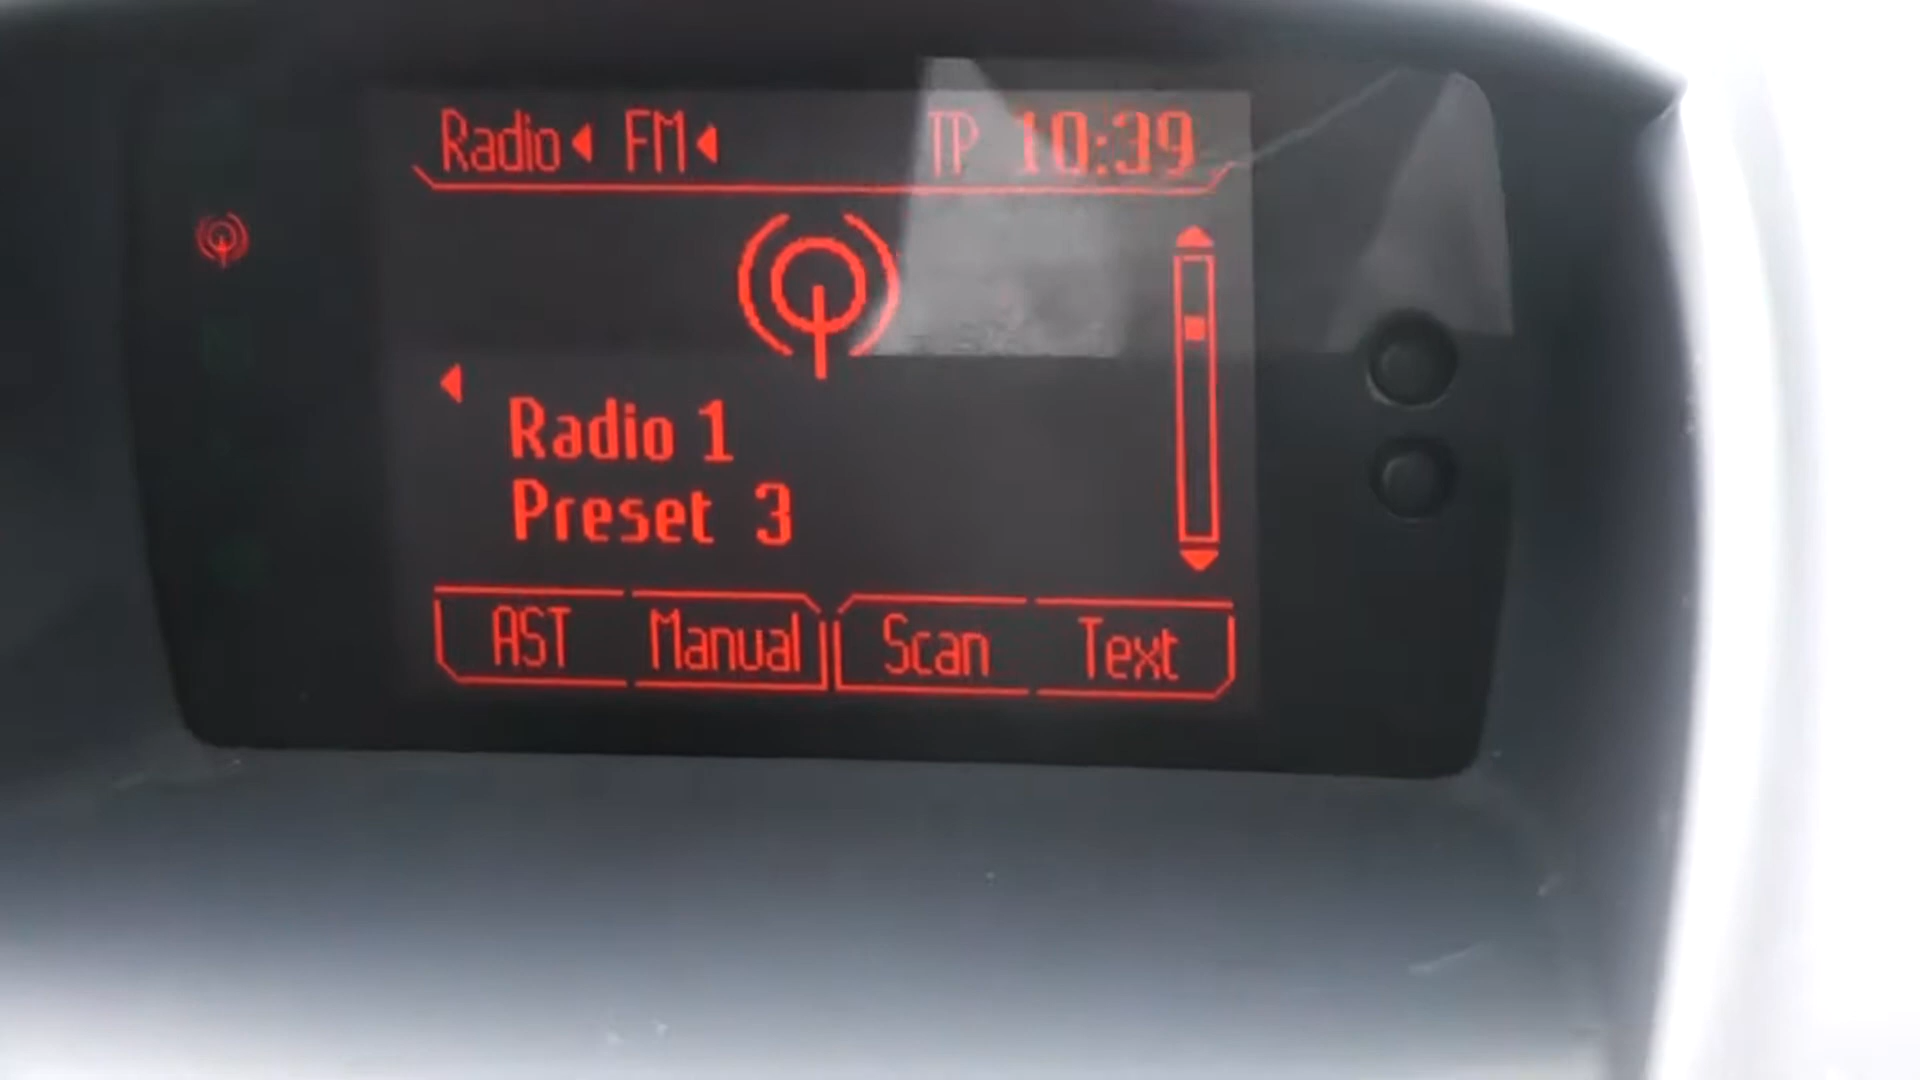 Radio FM TP 10:39
Radio 1
Preset 3
AST Manual Scan Text